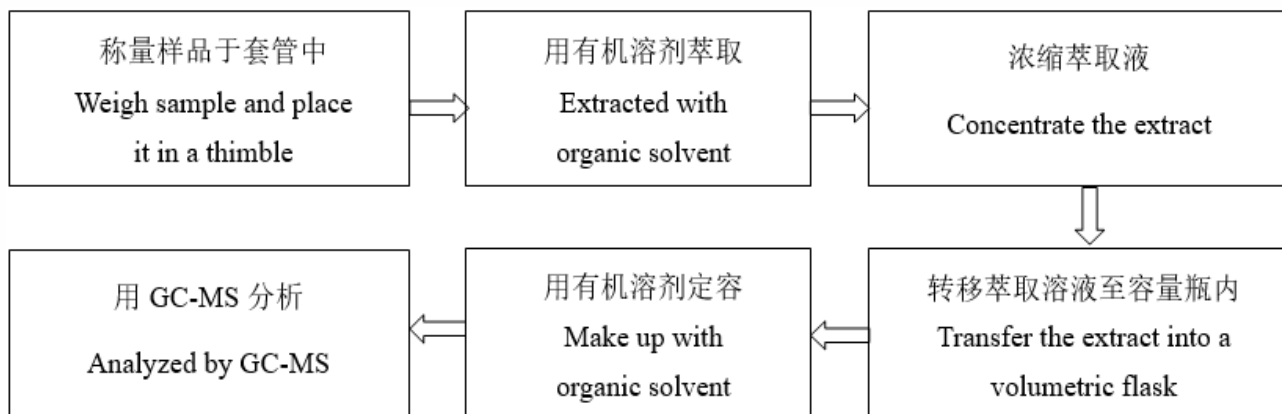 称量样品于套管中
Weigh sample and place
it in a thimble
用有机溶剂萃取
Extracted with
organic solvent
浓缩萃取液
Concentrate the extract
转移萃取溶液至容量瓶内
Transfer the extract into a
volumetric flask
用有机溶剂定容
Make up with
organic solvent
用 GC-MS 分析
Analyzed by GC-MS